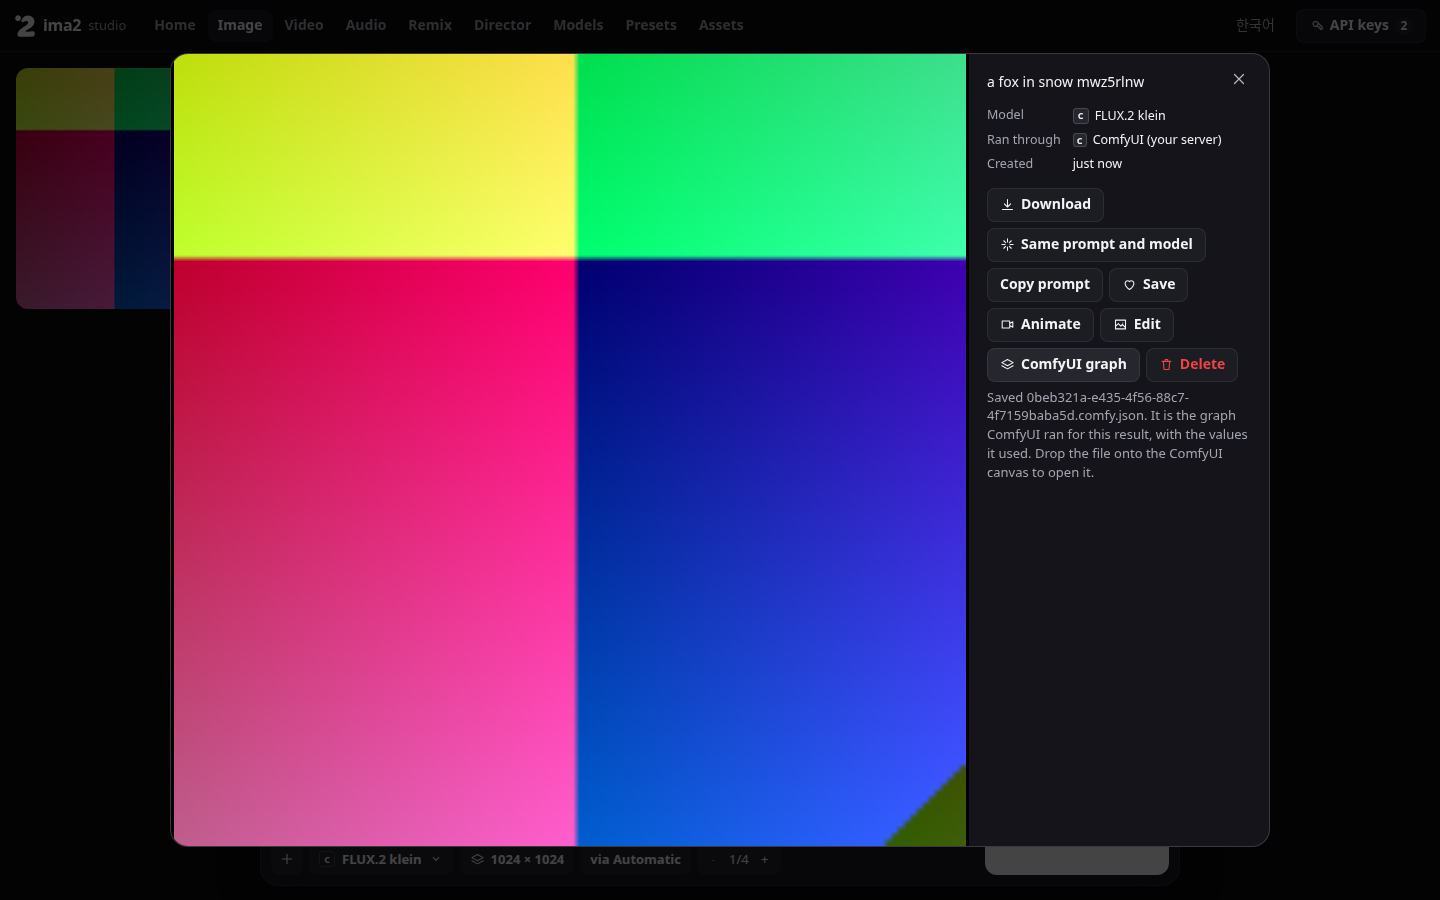 ima2 studio Home Image Video Audio Remix Director Models Presets Assets 한국어 API keys 2
a fox in snow mwz5rlnw
Model c FLUX.2 klein
Ran through c ComfyUI (your server)
Created just now
Download
Same prompt and model
Copy prompt Save
Animate Edit
ComfyUI graph Delete
Saved 0beb321a-e435-4f56-88c7-
4f7159baba5d.comfy.json. It is the graph
ComfyUI ran for this result, with the values
it used. Drop the file onto the ComfyUI
canvas to open it.
+ c FLUX.2 klein 1024 × 1024 via Automatic - 1/4 +